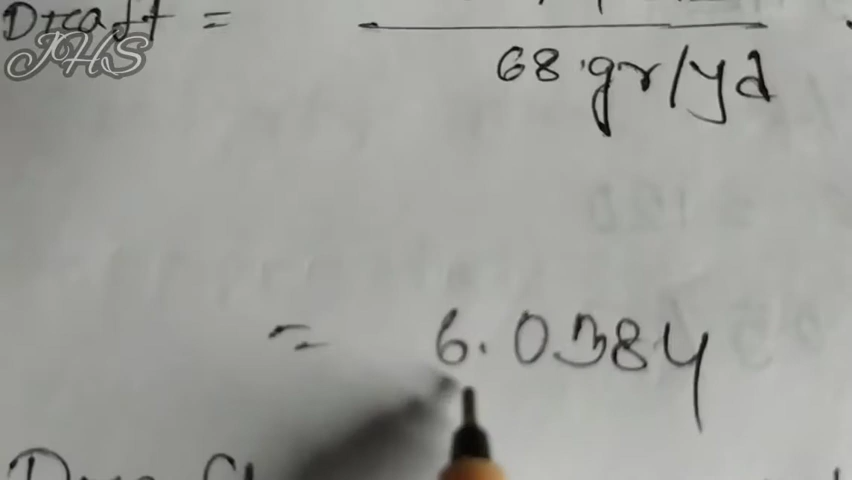 Draft =
JHS
68 gr/yd
= 6.0384